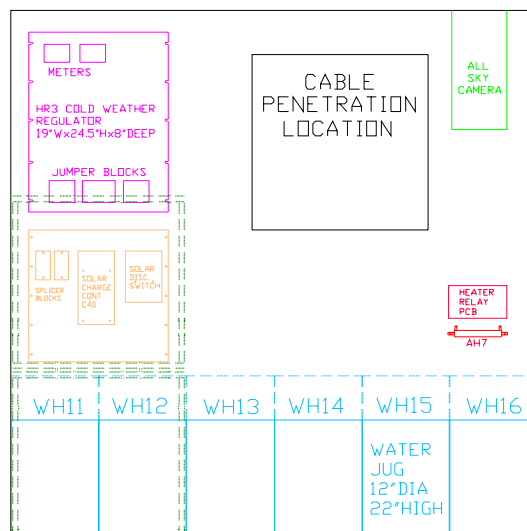 METERS
HR3 COLD WEATHER
REGULATOR
19"Wx24.5"Hx8"DEEP
JUMPER BLOCKS
CABLE
PENETRATION
LOCATION
ALL
SKY
CAMERA
SPLICER
BLOCKS
SOLAR
CHARGE
CONT.
C40
SOLAR
DISC.
SWITCH
HEATER
RELAY
PCB
AH7
WH11
WH12
WH13
WH14
WH15
WH16
WATER
JUG
12"DIA
22"HIGH